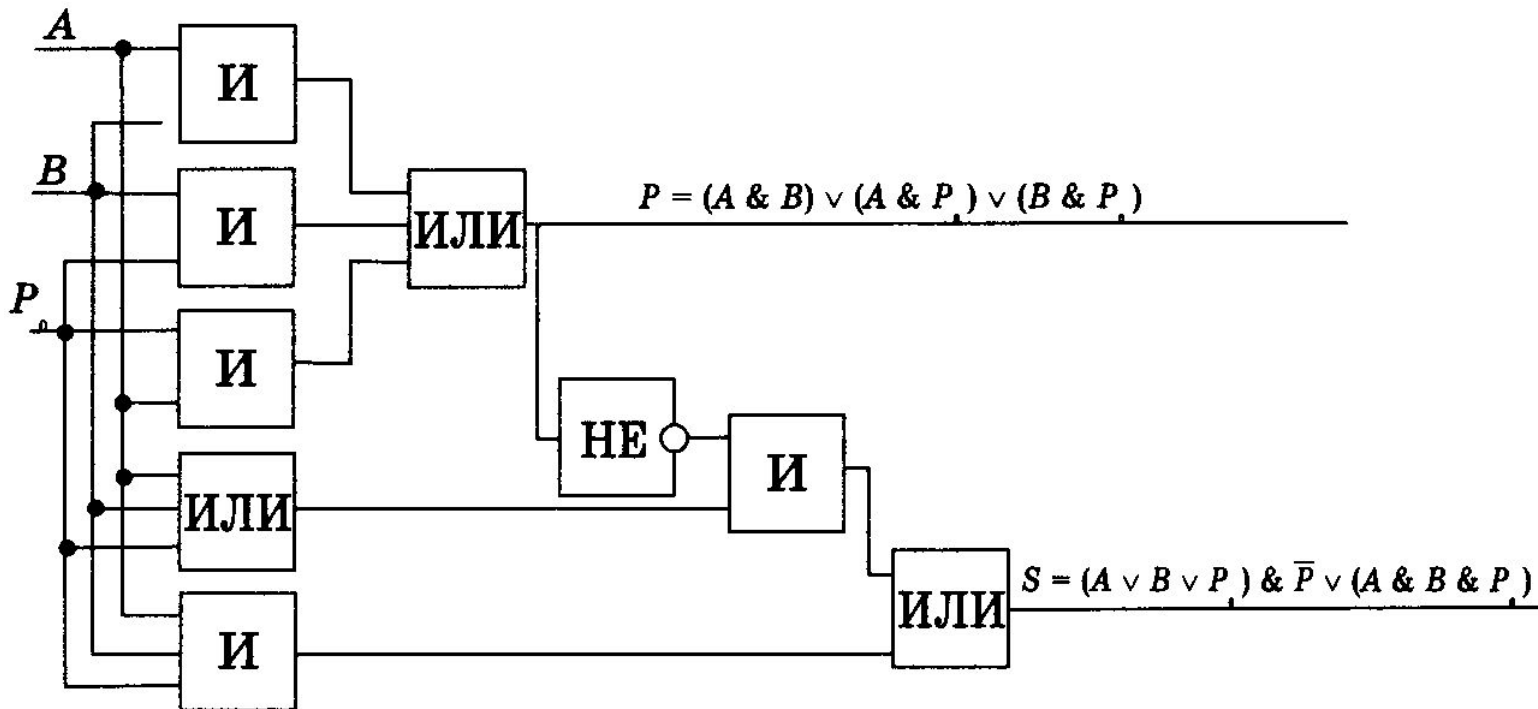 A
И
B
И
ИЛИ
P = (A & B) ∨ (A & P₀) ∨ (B & P₀)
P₀
И
НЕ
И
ИЛИ
ИЛИ
S = (A ∨ B ∨ P₀) & P̅ ∨ (A & B & P₀)
И